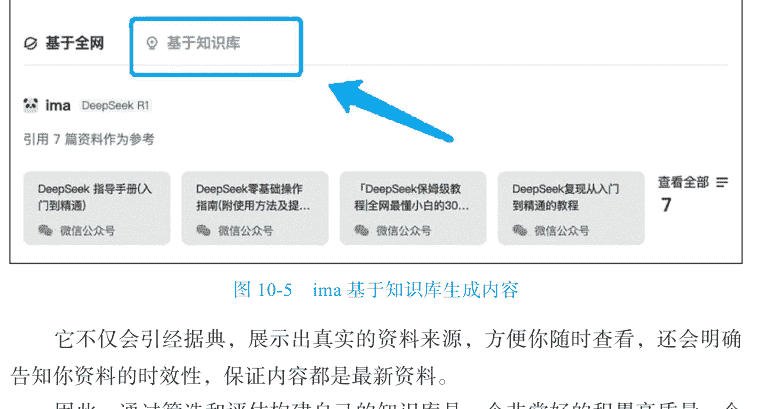 基于全网 基于知识库
ima DeepSeek R1
引用 7 篇资料作为参考
DeepSeek 指导手册(入
门到精通)
微信公众号
DeepSeek零基础操作
指南(附使用方法及提...
微信公众号
「DeepSeek保姆级教
程|全网最懂小白的30...
微信公众号
DeepSeek复现从入门
到精通的教程
微信公众号
查看全部
7
图 10-5 ima 基于知识库生成内容
它不仅会引经据典，展示出真实的资料来源，方便你随时查看，还会明确
告知你资料的时效性，保证内容都是最新资料。